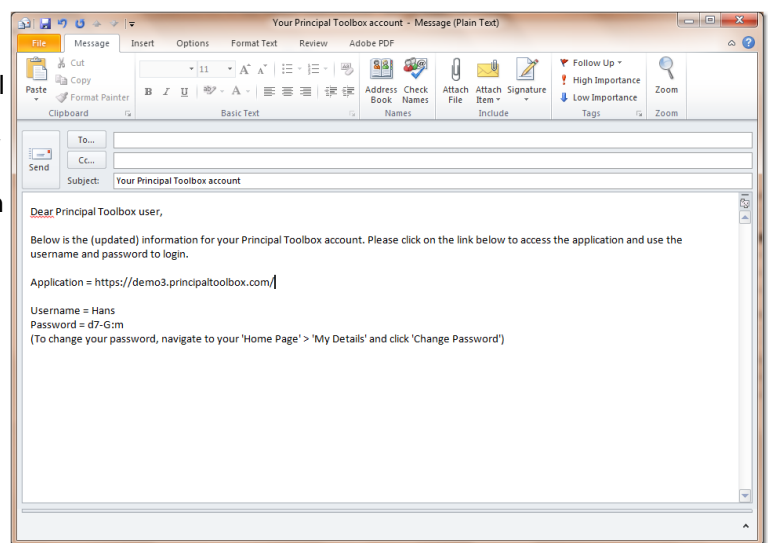 Your Principal Toolbox account - Message (Plain Text)
File Message Insert Options Format Text Review Adobe PDF
Paste
Cut
Copy
Format Painter
Clipboard
11
B I U
Basic Text
Address Book
Check Names
Names
Attach File
Attach Item
Signature
Include
Follow Up
High Importance
Low Importance
Tags
Zoom
Zoom
Send
To...
Cc...
Subject: Your Principal Toolbox account
Dear Principal Toolbox user,
Below is the (updated) information for your Principal Toolbox account. Please click on the link below to access the application and use the
username and password to login.
Application = https://demo3.principaltoolbox.com/
Username = Hans
Password = d7-G:m
(To change your password, navigate to your 'Home Page' > 'My Details' and click 'Change Password')